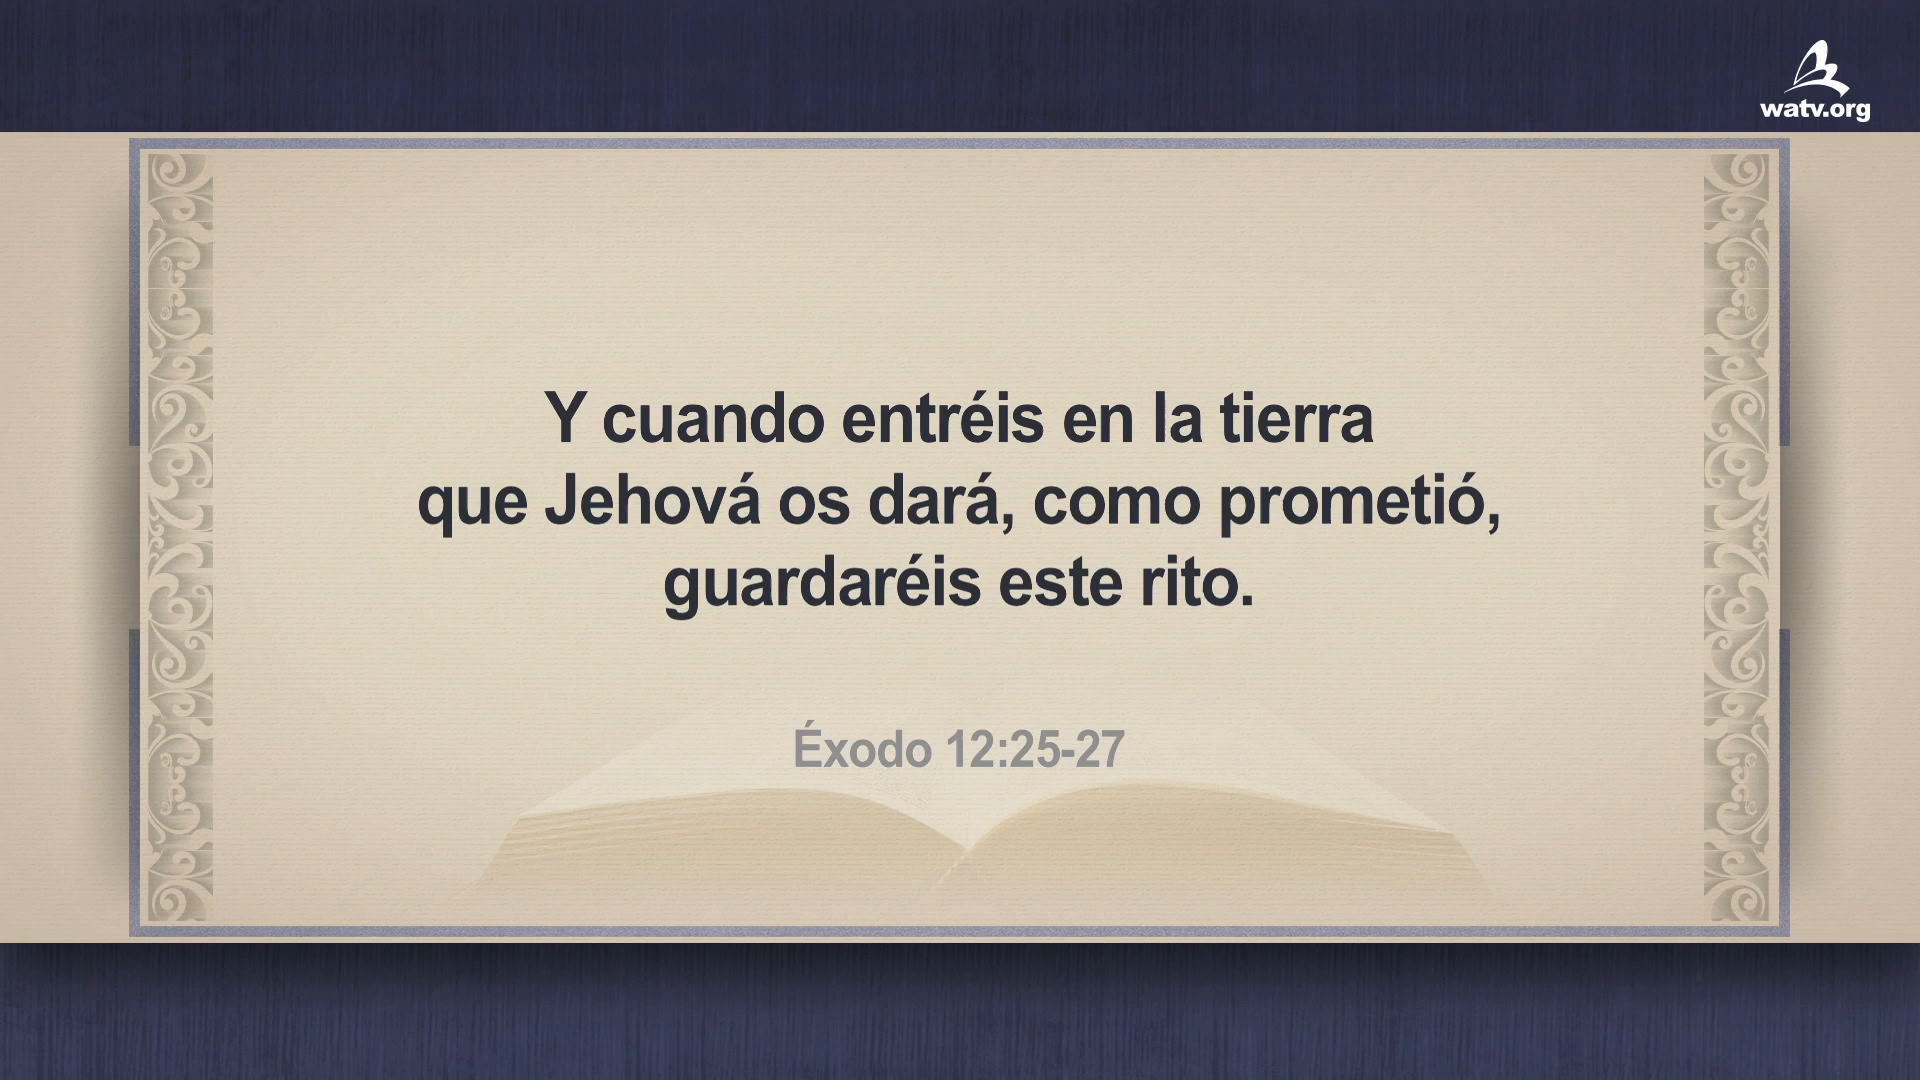 watv.org
Y cuando entréis en la tierra
que Jehová os dará, como prometió,
guardaréis este rito.
Éxodo 12:25-27